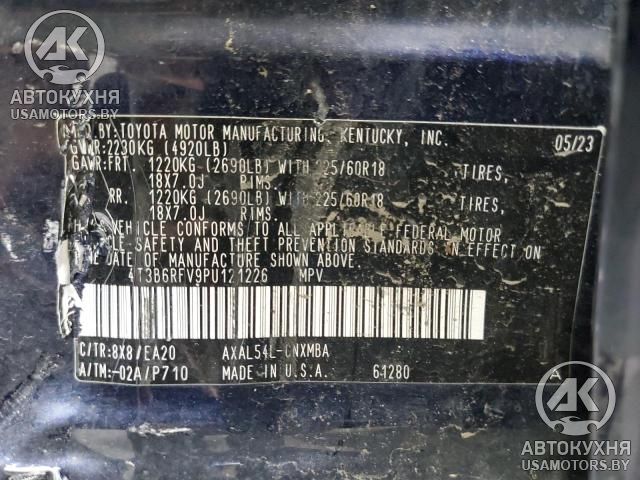 АК
АВТОКУХНЯ
USAMOTORS.BY
BY:TOYOTA MOTOR MANUFACTURING, KENTUCKY, INC. 05/23
GVWR:2230KG (4920LB)
GAWR:FRT. 1220KG (2690LB) WITH 225/60R18 TIRES,
18X7.0J RIMS.
RR. 1220KG (2690LB) WITH 225/60R18 TIRES,
18X7.0J RIMS.
THIS VEHICLE CONFORMS TO ALL APPLICABLE FEDERAL MOTOR
VEHICLE-SAFETY AND THEFT PREVENTION STANDARDS IN EFFECT ON
THE DATE OF MANUFACTURE SHOWN ABOVE.
4T3B6RFV9PU121226 MPV
C/TR:8X8/EA20 AXAL54L-CNXMBA
A/TM:-02A/P710 MADE IN U.S.A. 61280 A
АК
АВТОКУХНЯ
USAMOTORS.BY